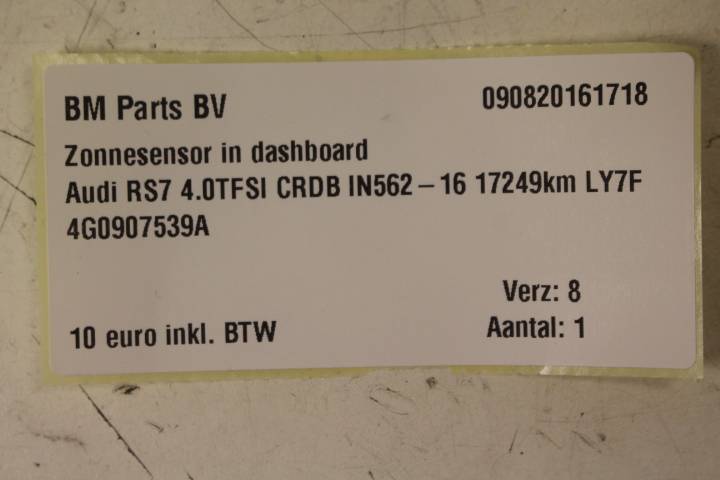 BM Parts BV 090820161718
Zonnesensor in dashboard
Audi RS7 4.0TFSI CRDB IN562 – 16 17249km LY7F
4G0907539A
Verz: 8
10 euro inkl. BTW Aantal: 1